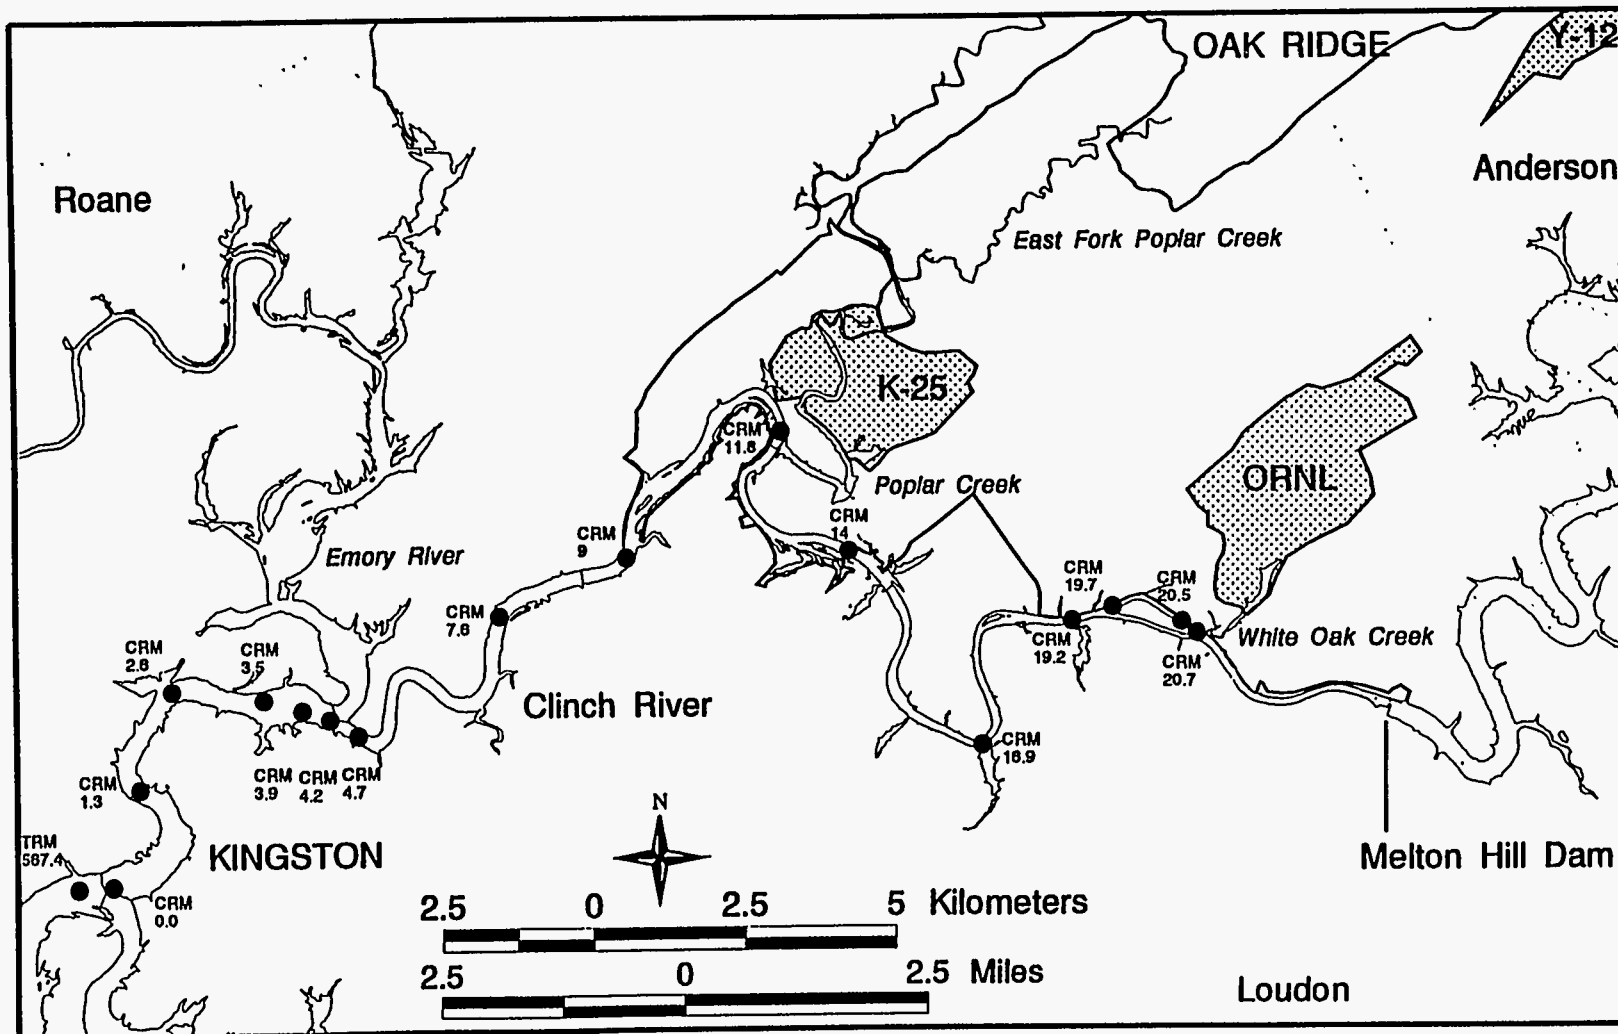 OAK RIDGE
Y-12
Anderson
Roane
East Fork Poplar Creek
K-25
CRM
11.8
Poplar Creek
ORNL
CRM
14
CRM
9
Emory River
CRM
19.7
CRM
20.5
CRM
7.8
CRM
19.2
White Oak Creek
CRM
20.7
CRM
2.8
CRM
3.5
Clinch River
CRM
16.9
CRM
3.9
CRM
4.2
CRM
4.7
CRM
1.3
N
TRM
567.4
KINGSTON
Melton Hill Dam
CRM
0.0
2.5 0 2.5 5 Kilometers
2.5 0 2.5 Miles
Loudon